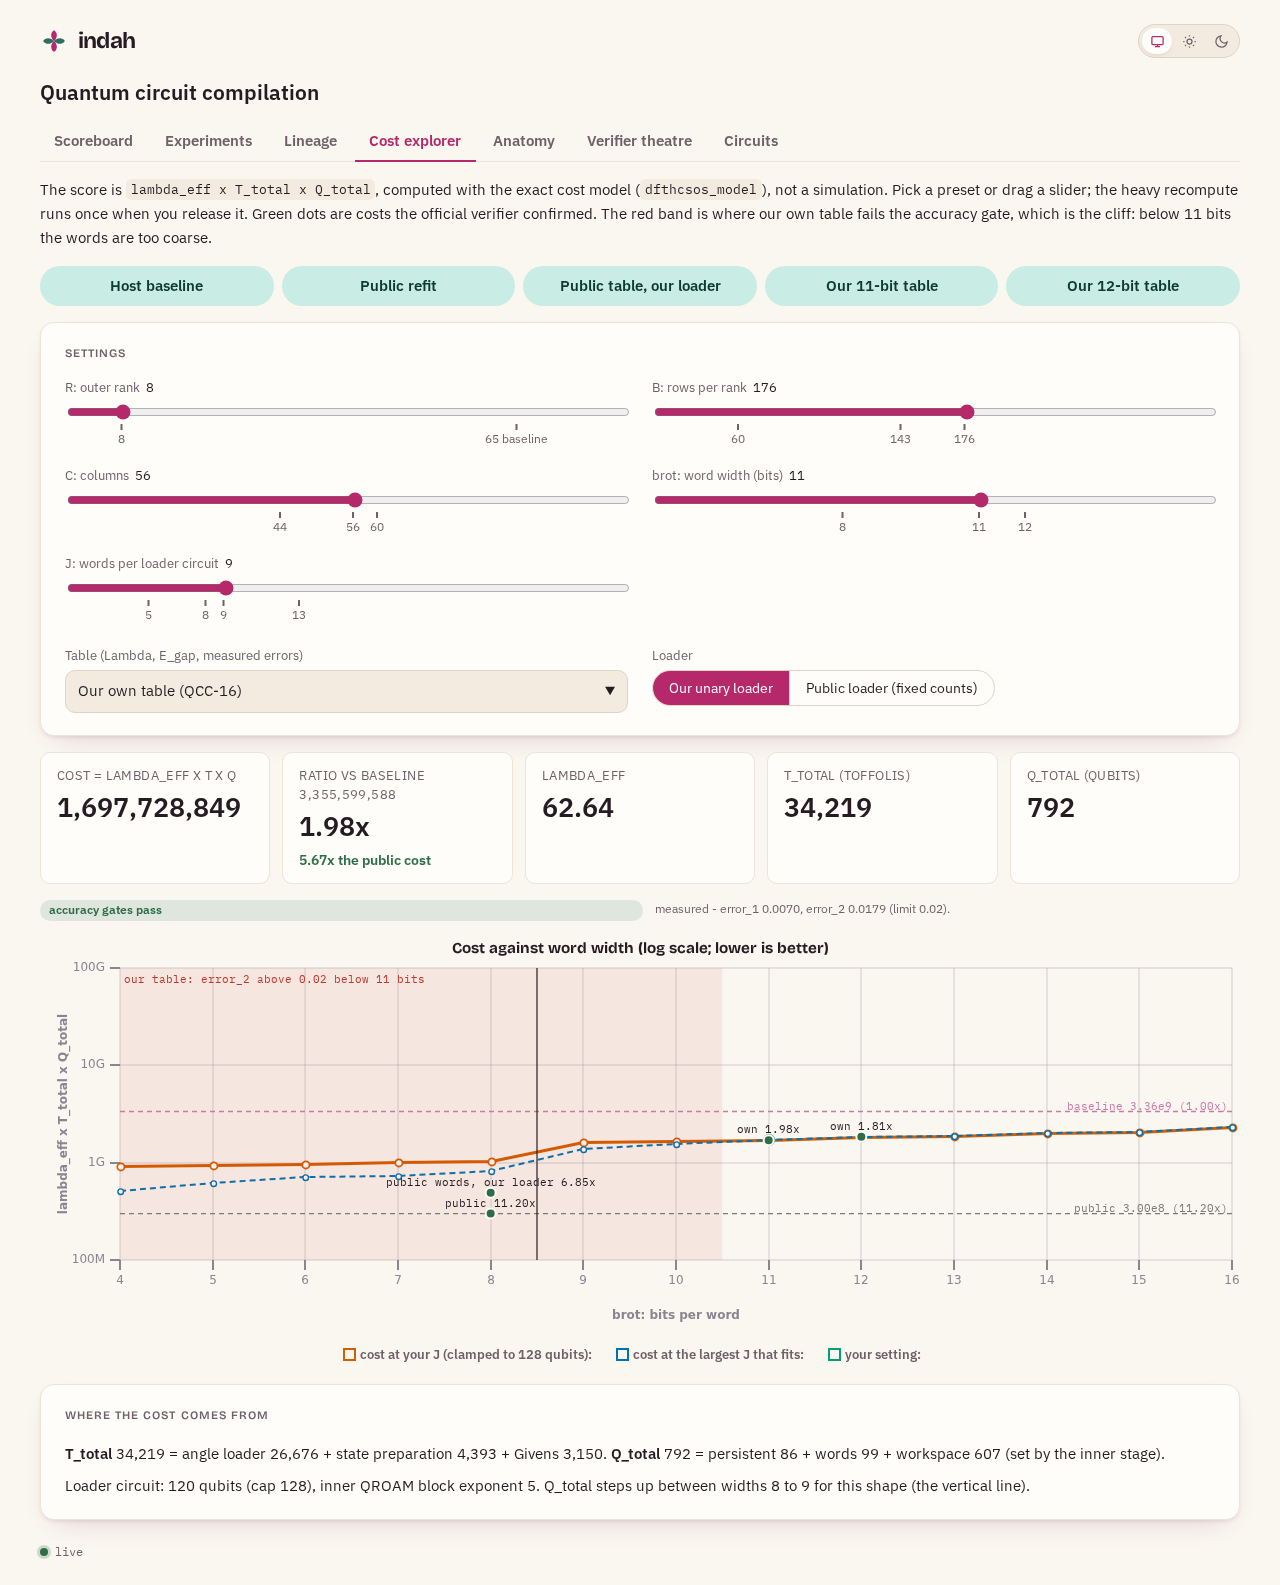 indah
Quantum circuit compilation
Scoreboard Experiments Lineage Cost explorer Anatomy Verifier theatre Circuits
The score is lambda_eff x T_total x Q_total, computed with the exact cost model (dfthcsos_model), not a simulation. Pick a preset or drag a slider; the heavy recompute
runs once when you release it. Green dots are costs the official verifier confirmed. The red band is where our own table fails the accuracy gate, which is the cliff: below 11 bits
the words are too coarse.
Host baseline Public refit Public table, our loader Our 11-bit table Our 12-bit table
SETTINGS
R: outer rank 8
8 65 baseline
B: rows per rank 176
60 143 176
C: columns 56
44 56 60
brot: word width (bits) 11
8 11 12
J: words per loader circuit 9
5 8 9 13
Table (Lambda, E_gap, measured errors)
Our own table (QCC-16) ▼
Loader
Our unary loader Public loader (fixed counts)
COST = LAMBDA_EFF X T X Q
1,697,728,849
RATIO VS BASELINE
3,355,599,588
1.98x
5.67x the public cost
LAMBDA_EFF
62.64
T_TOTAL (TOFFOLIS)
34,219
Q_TOTAL (QUBITS)
792
accuracy gates pass
measured - error_1 0.0070, error_2 0.0179 (limit 0.02).
Cost against word width (log scale; lower is better)
lambda_eff x T_total x Q_total
100G
our table: error_2 above 0.02 below 11 bits
10G
baseline 3.36e9 (1.00x)
own 1.98x own 1.81x
1G
public words, our loader 6.85x
public 11.20x
public 3.00e8 (11.20x)
100M
4 5 6 7 8 9 10 11 12 13 14 15 16
brot: bits per word
cost at your J (clamped to 128 qubits): cost at the largest J that fits: your setting:
WHERE THE COST COMES FROM
T_total 34,219 = angle loader 26,676 + state preparation 4,393 + Givens 3,150. Q_total 792 = persistent 86 + words 99 + workspace 607 (set by the inner stage).
Loader circuit: 120 qubits (cap 128), inner QROAM block exponent 5. Q_total steps up between widths 8 to 9 for this shape (the vertical line).
live